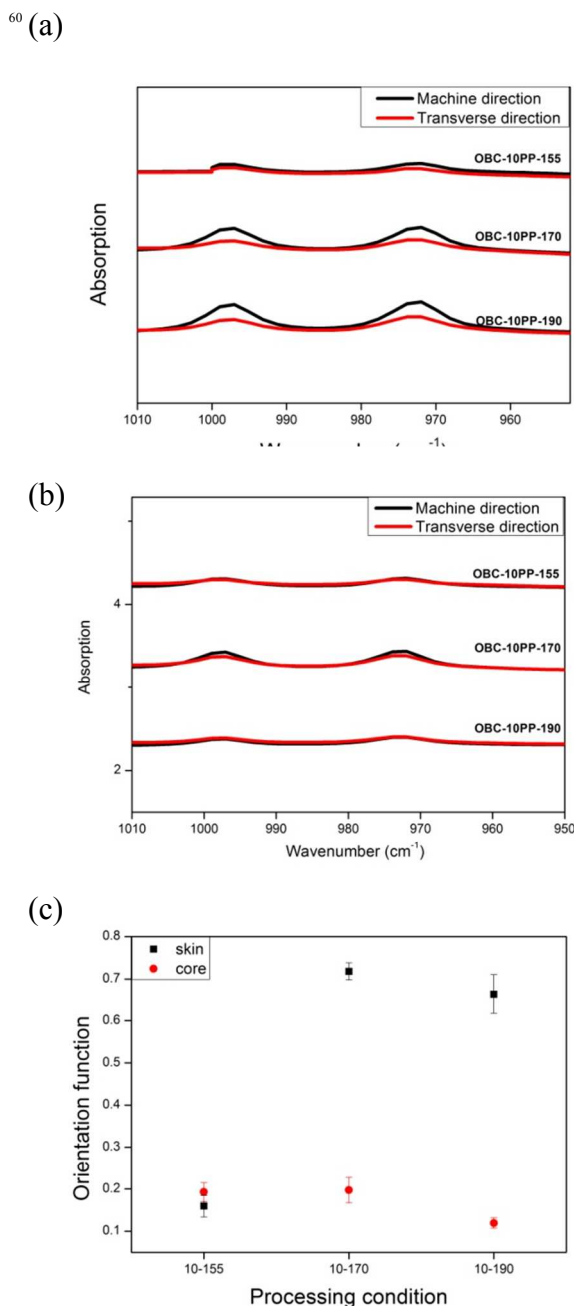 60 (a)
Machine direction
Transverse direction
OBC-10PP-155
OBC-10PP-170
OBC-10PP-190
Absorption
1010 1000 990 980 970 960
(b)
Machine direction
Transverse direction
OBC-10PP-155
4
OBC-10PP-170
Absorption
OBC-10PP-190
2
1010 1000 990 980 970 960 950
Wavenumber (cm⁻¹)
(c)
0.8
skin
core
0.7
0.6
0.5
Orientation function
0.4
0.3
0.2
0.1
10-155 10-170 10-190
Processing condition